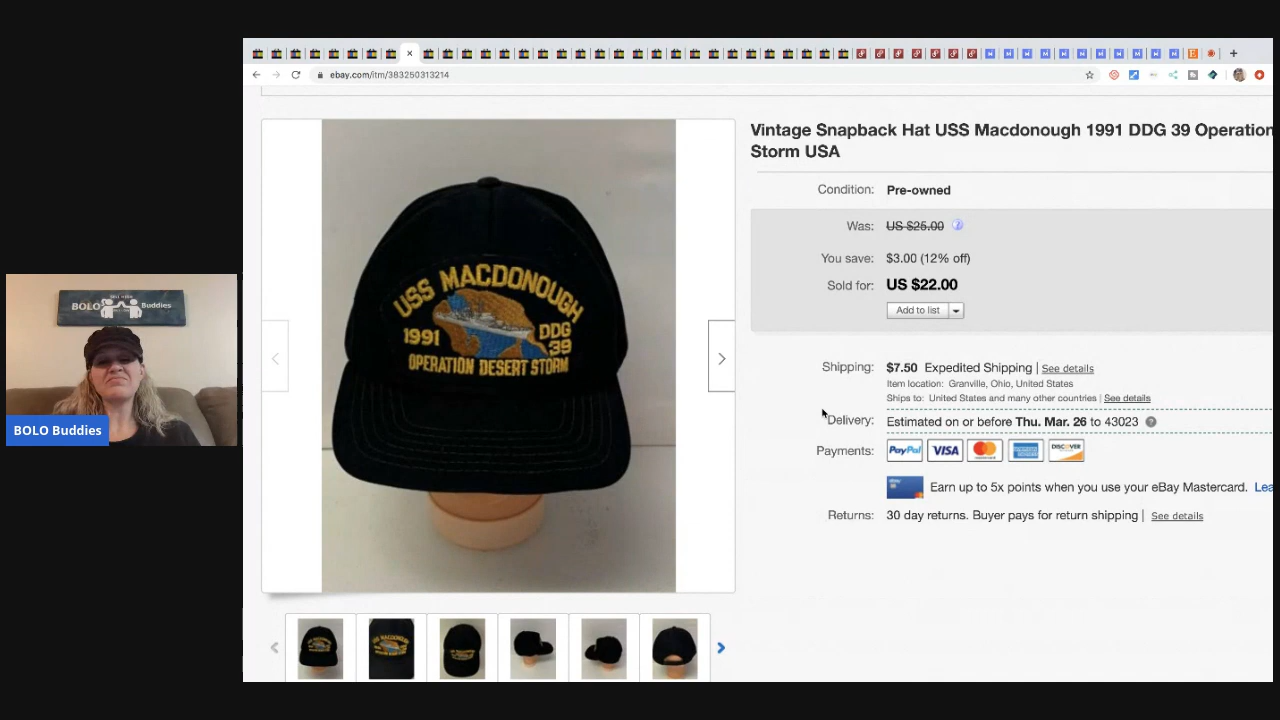 ebay.com/itm/383250313214
Vintage Snapback Hat USS Macdonough 1991 DDG 39 Operation
Storm USA
Condition: Pre-owned
Was: US $25.00
You save: $3.00 (12% off)
Sold for: US $22.00
Add to list
Shipping: $7.50 Expedited Shipping | See details
Item location: Granville, Ohio, United States
Ships to: United States and many other countries | See details
Delivery: Estimated on or before Thu. Mar. 26 to 43023
Payments: PayPal VISA MasterCard AMERICAN EXPRESS DISCOVER
Earn up to 5x points when you use your eBay Mastercard. Lea
Returns: 30 day returns. Buyer pays for return shipping | See details
USS MACDONOUGH
1991 DDG
39
OPERATION DESERT STORM
BOLO Buddies
BOLO Buddies